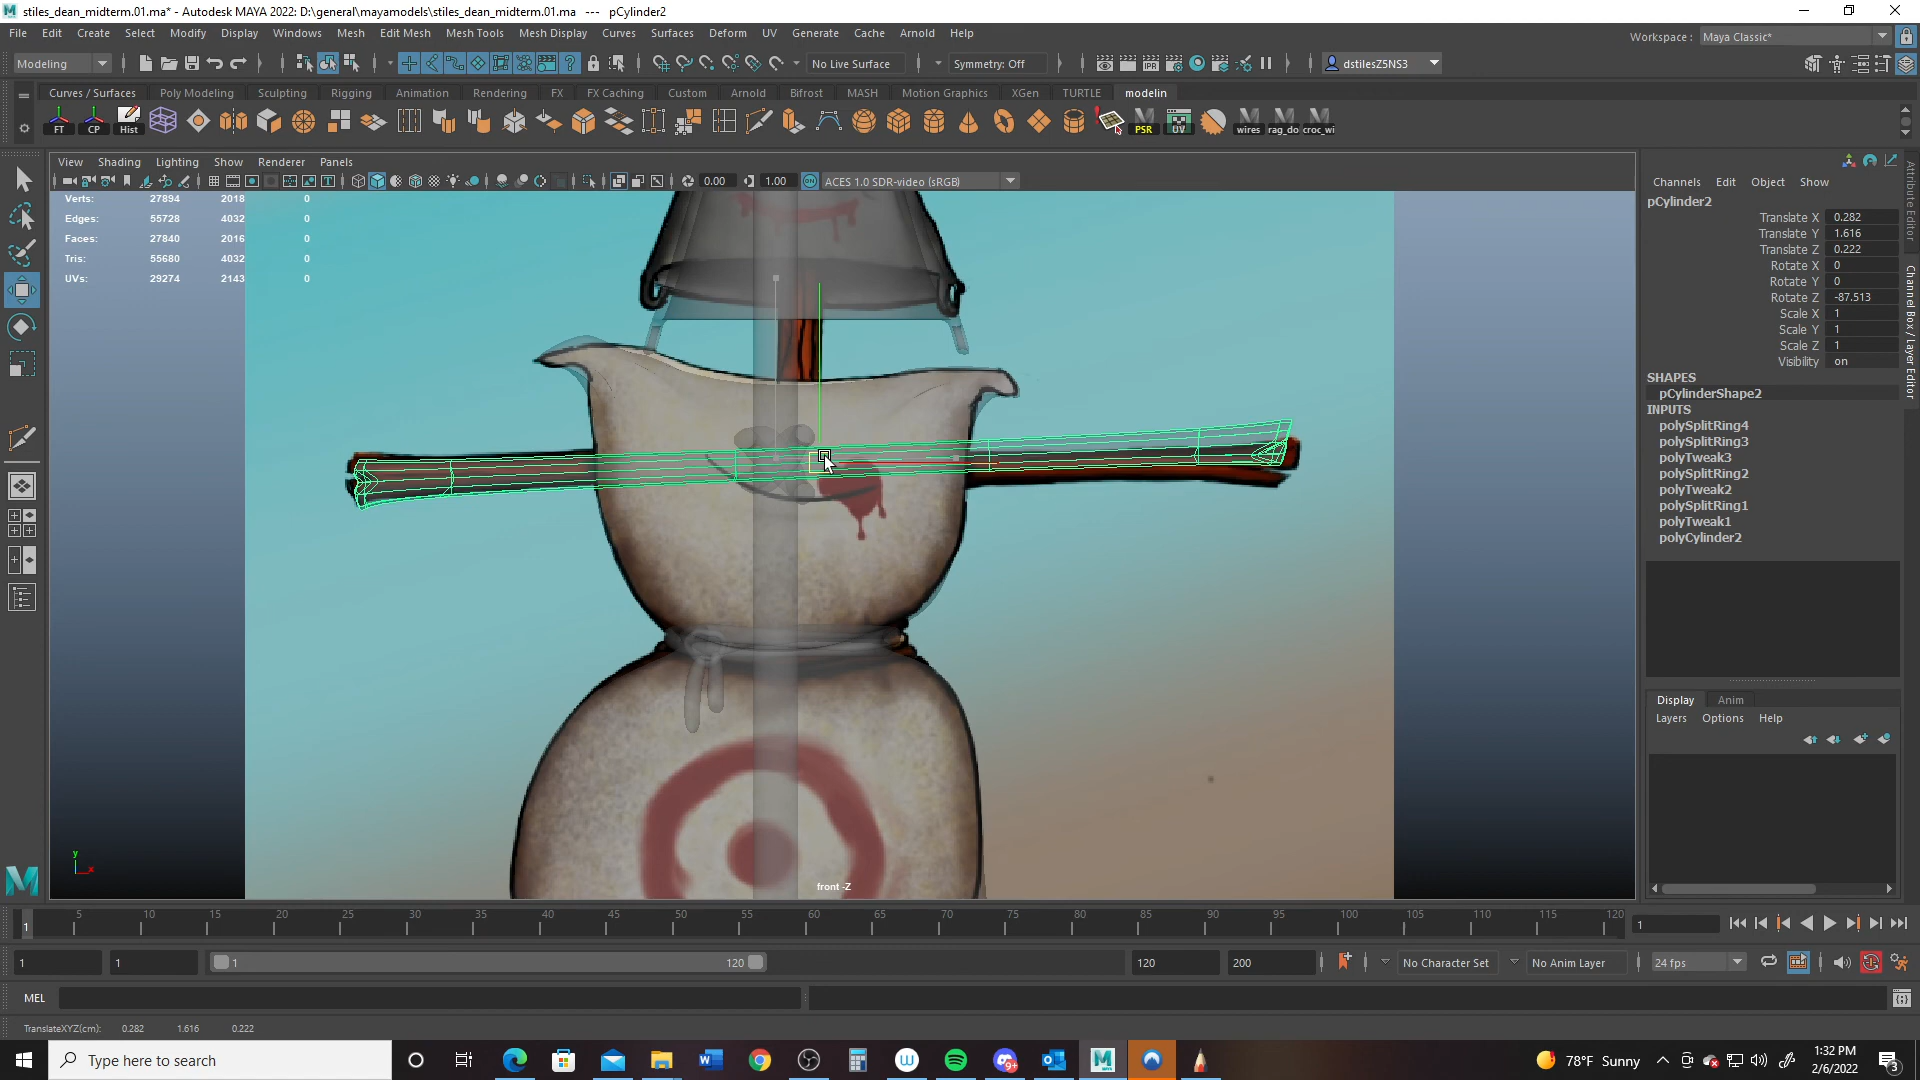 stiles_dean_midterm.01.ma* - Autodesk MAYA 2022: D:\general\mayamodels\stiles_dean_midterm.01.ma   ---   pCylinder2
File Edit Create Select Modify Display Windows Mesh Edit Mesh Mesh Tools Mesh Display Curves Surfaces Deform UV Generate Cache Arnold Help
Workspace : Maya Classic*
Modeling No Live Surface Symmetry: Off dstilesZ5NS3
Curves / Surfaces Poly Modeling Sculpting Rigging Animation Rendering FX FX Caching Custom Arnold Bifrost MASH Motion Graphics XGen TURTLE modelin
FT CP Hist PSR UV wires rag_do croc_wi
View Shading Lighting Show Renderer Panels
0.00 1.00 ON ACES 1.0 SDR-video (sRGB)
Verts: 27894 2018 0
Edges: 55728 4032 0
Faces: 27840 2016 0
Tris: 55680 4032 0
UVs: 29274 2143 0
y
x
front -Z
Channels Edit Object Show
pCylinder2
Translate X 0.282
Translate Y 1.616
Translate Z 0.222
Rotate X 0
Rotate Y 0
Rotate Z -87.513
Scale X 1
Scale Y 1
Scale Z 1
Visibility on
SHAPES
pCylinderShape2
INPUTS
polySplitRing4
polySplitRing3
polyTweak3
polySplitRing2
polyTweak2
polySplitRing1
polyTweak1
polyCylinder2
Attribute Editor
Channel Box / Layer Editor
Display Anim
Layers Options Help
1 5 10 15 20 25 30 35 40 45 50 55 60 65 70 75 80 85 90 95 100 105 110 115 120 1
1 1 1 120 120 200 No Character Set No Anim Layer 24 fps
MEL
TranslateXYZ(cm): 0.282 1.616 0.222
Type here to search
9+
78°F Sunny
1:32 PM
2/6/2022
3